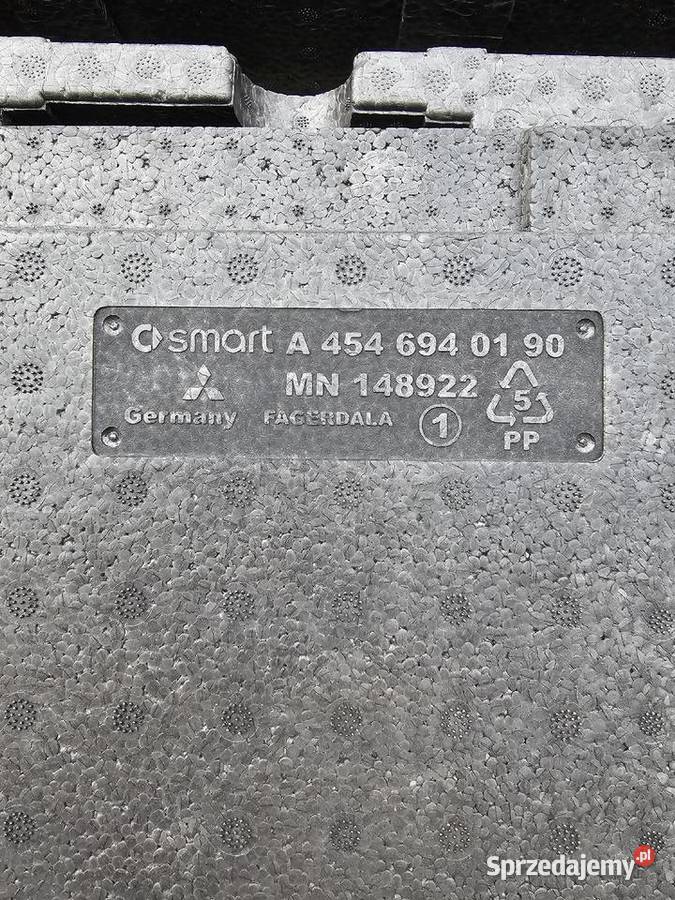 smart A 454 694 01 90
MN 148922
Germany FAGERDALA 1
5
PP
Sprzedajemy.pl